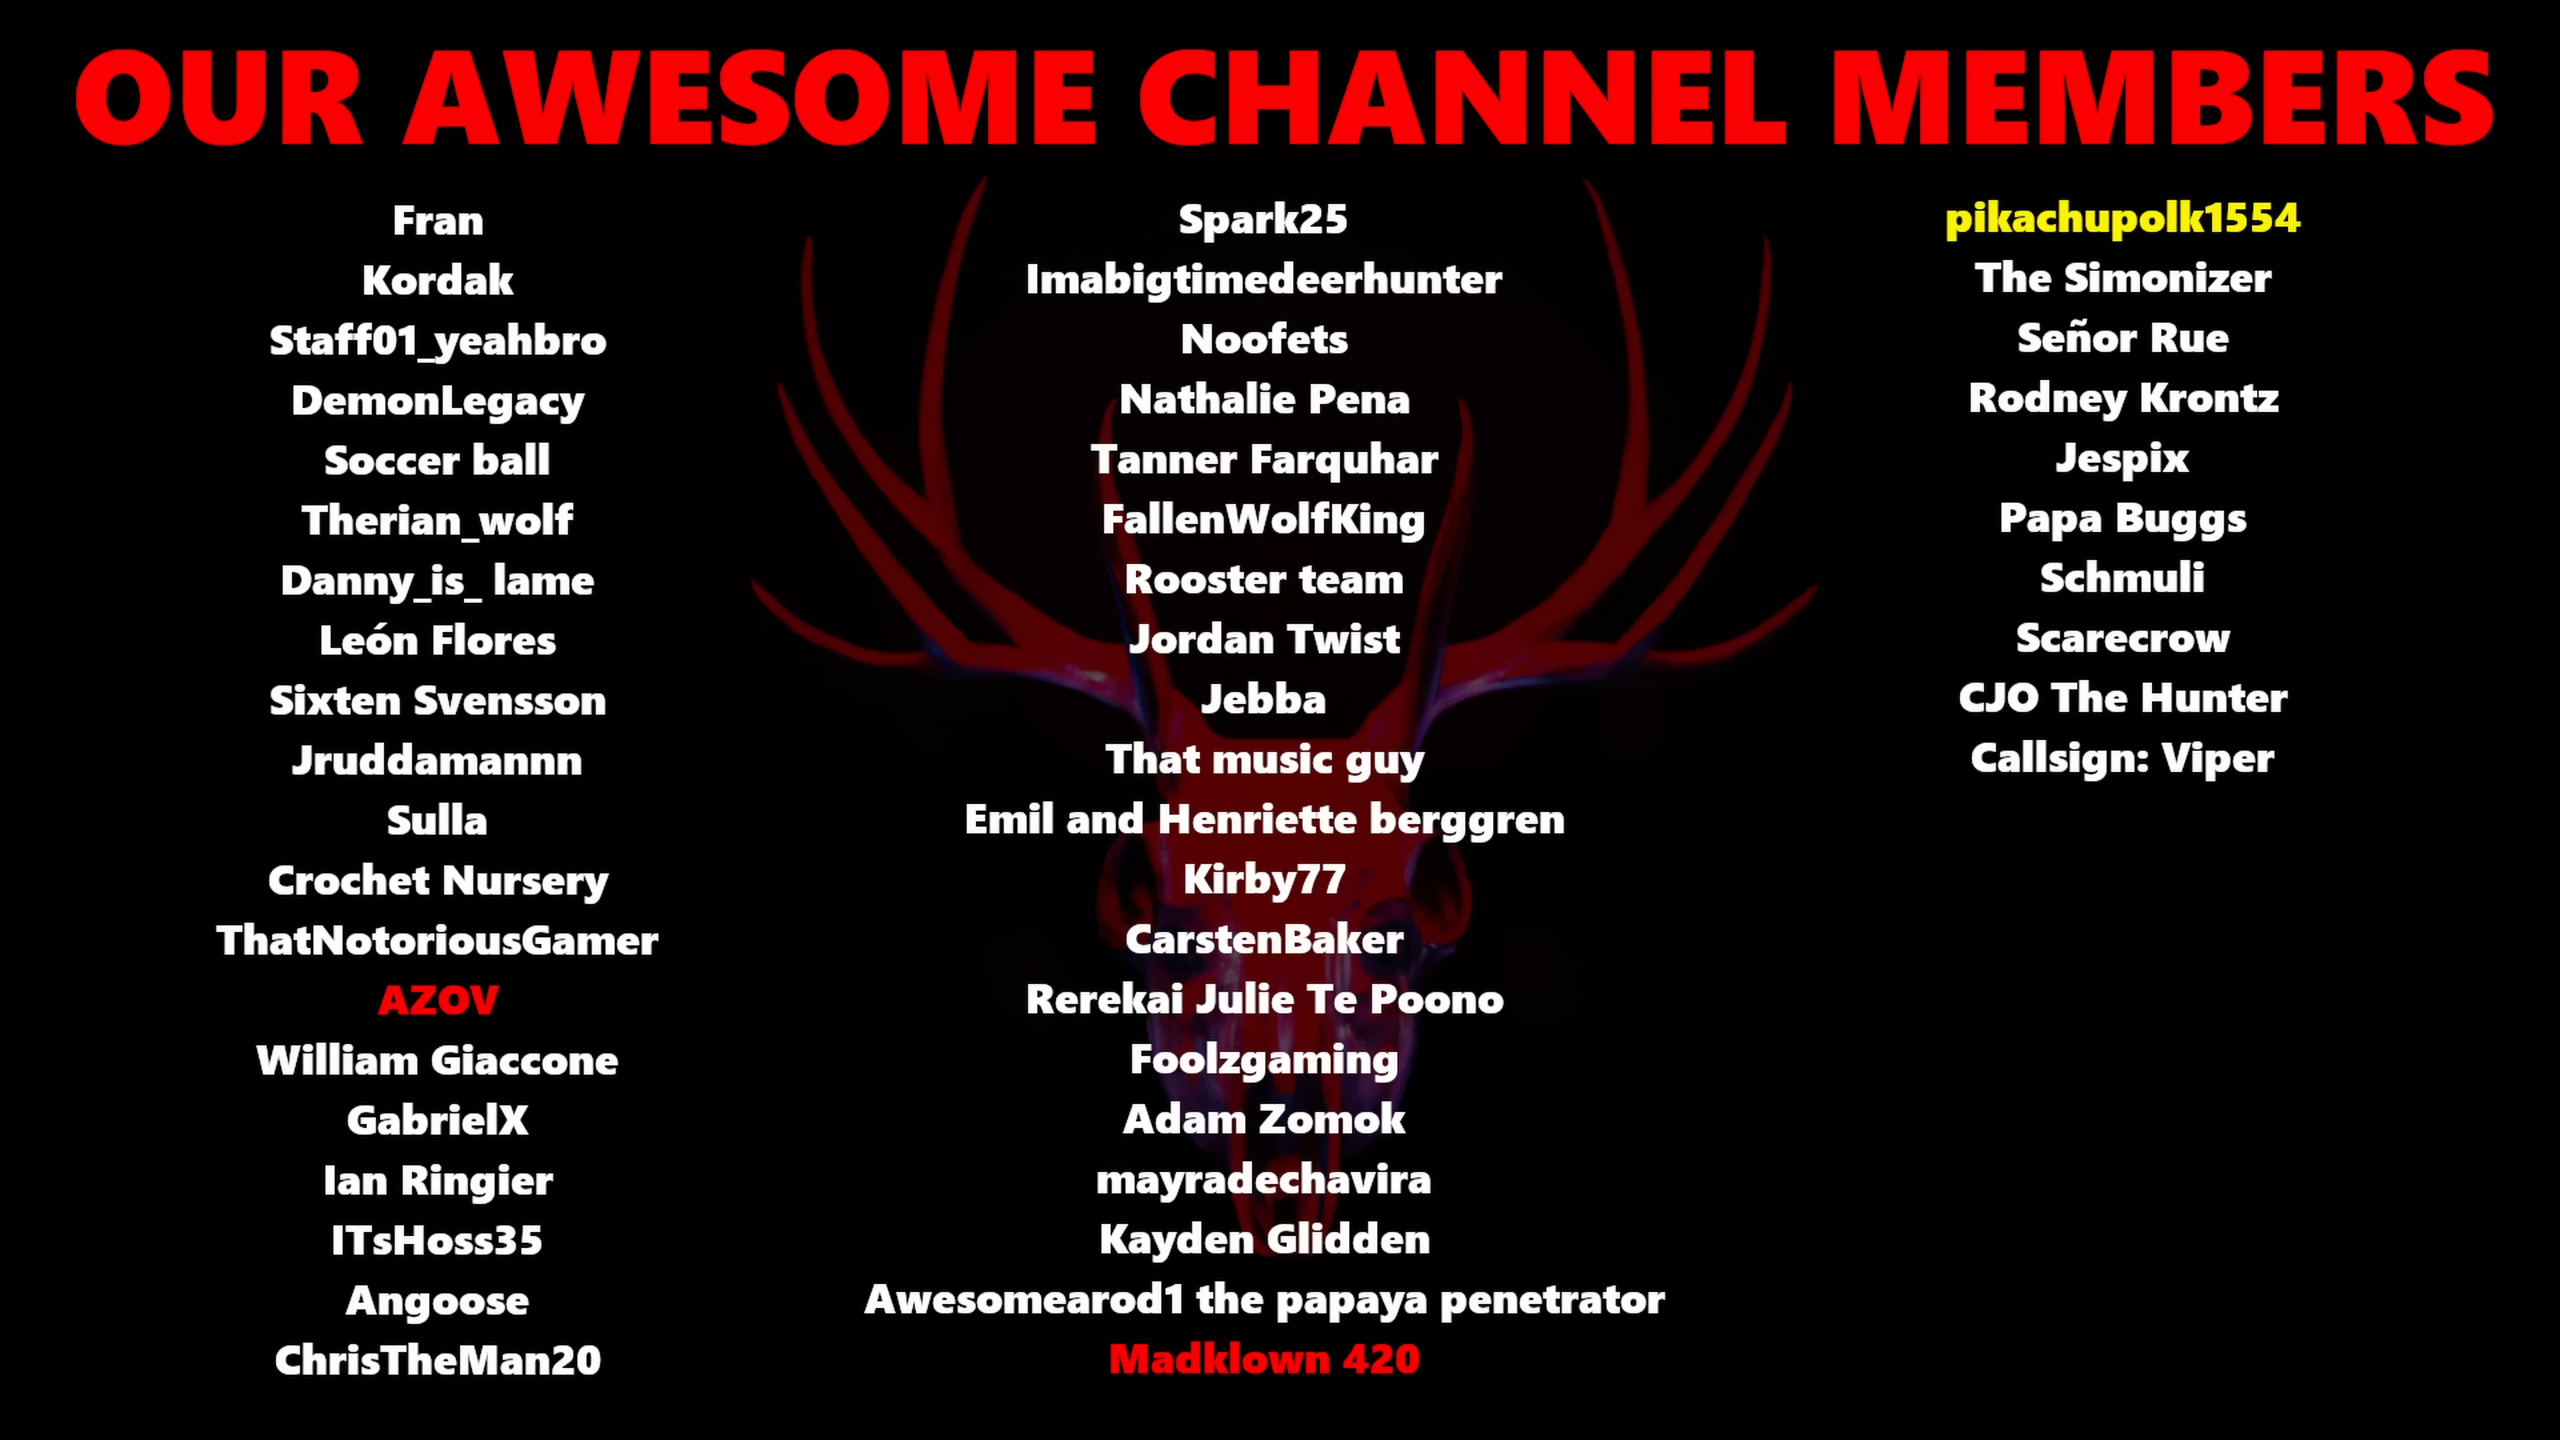 OUR AWESOME CHANNEL MEMBERS
Fran
Kordak
Staff01_yeahbro
DemonLegacy
Soccer ball
Therian_wolf
Danny_is_ lame
León Flores
Sixten Svensson
Jruddamannn
Sulla
Crochet Nursery
ThatNotoriousGamer
AZOV
William Giaccone
GabrielX
Ian Ringier
ITsHoss35
Angoose
ChrisTheMan20
Spark25
Imabigtimedeerhunter
Noofets
Nathalie Pena
Tanner Farquhar
FallenWolfKing
Rooster team
Jordan Twist
Jebba
That music guy
Emil and Henriette berggren
Kirby77
CarstenBaker
Rerekai Julie Te Poono
Foolzgaming
Adam Zomok
mayradechavira
Kayden Glidden
Awesomearod1 the papaya penetrator
Madklown 420
pikachupolk1554
The Simonizer
Señor Rue
Rodney Krontz
Jespix
Papa Buggs
Schmuli
Scarecrow
CJO The Hunter
Callsign: Viper